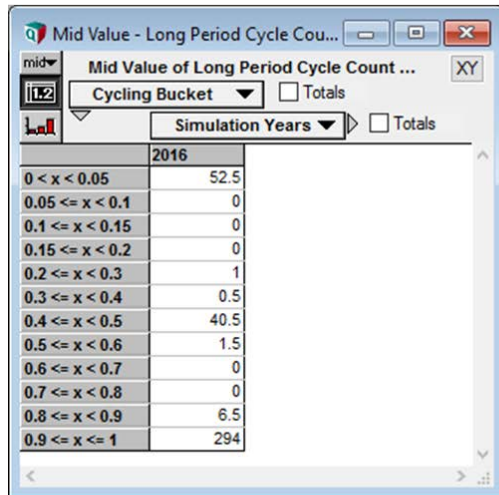 Mid Value - Long Period Cycle Cou...
mid Mid Value of Long Period Cycle Count ... XY
1.2 Cycling Bucket Totals
Simulation Years Totals
2016
0 < x < 0.05 52.5
0.05 <= x < 0.1 0
0.1 <= x < 0.15 0
0.15 <= x < 0.2 0
0.2 <= x < 0.3 1
0.3 <= x < 0.4 0.5
0.4 <= x < 0.5 40.5
0.5 <= x < 0.6 1.5
0.6 <= x < 0.7 0
0.7 <= x < 0.8 0
0.8 <= x < 0.9 6.5
0.9 <= x <= 1 294